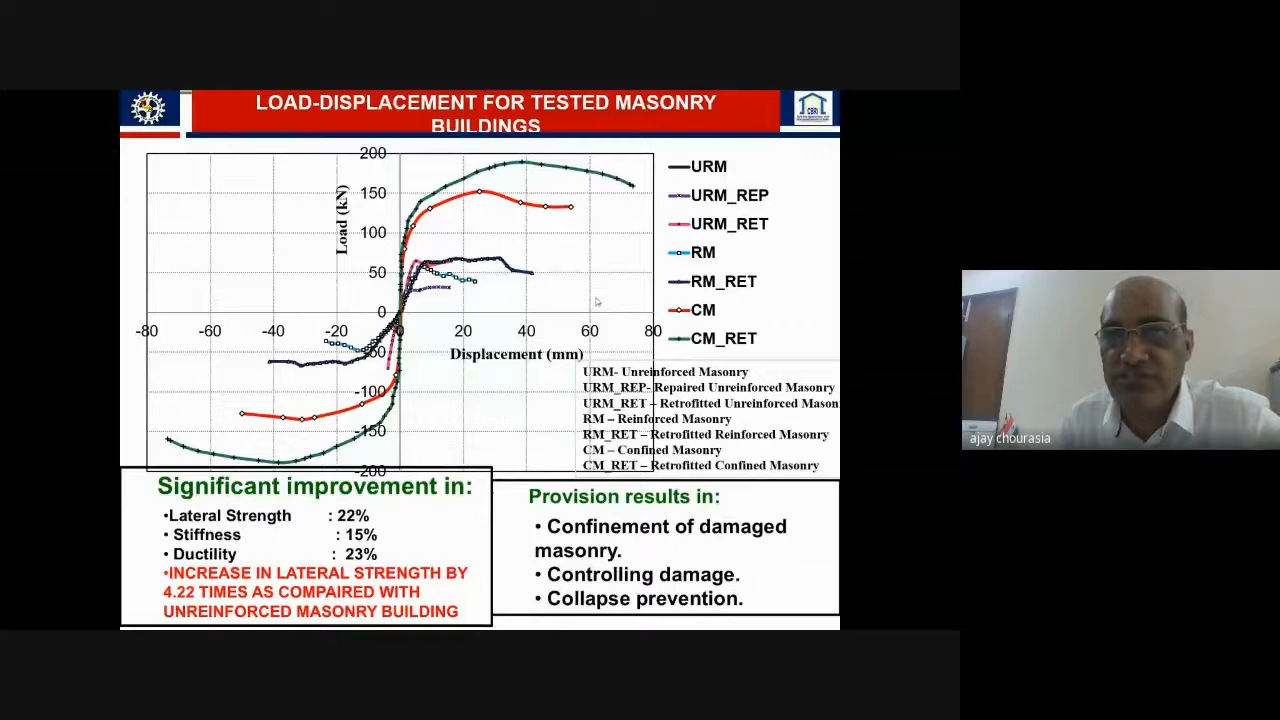 LOAD-DISPLACEMENT FOR TESTED MASONRY
BUILDINGS
CBRI
200
150
100
50
0
-50
-100
-150
-200
-80
-60
-40
-20
0
20
40
60
80
Load (kN)
Displacement (mm)
URM
URM_REP
URM_RET
RM
RM_RET
CM
CM_RET
URM- Unreinforced Masonry
URM_REP- Repaired Unreinforced Masonry
URM_RET – Retrofitted Unreinforced Mason
RM – Reinforced Masonry
RM_RET – Retrofitted Reinforced Masonry
CM – Confined Masonry
CM_RET – Retrofitted Confined Masonry
Significant improvement in:
•Lateral Strength : 22%
• Stiffness : 15%
• Ductility : 23%
•INCREASE IN LATERAL STRENGTH BY
4.22 TIMES AS COMPAIRED WITH
UNREINFORCED MASONRY BUILDING
Provision results in:
• Confinement of damaged
masonry.
• Controlling damage.
• Collapse prevention.
ajay chourasia